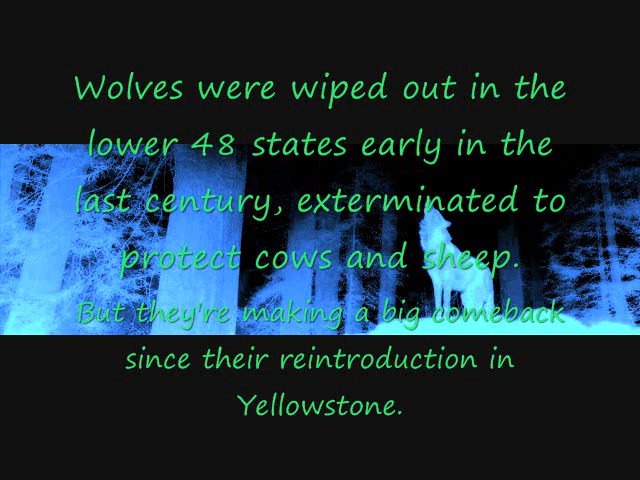 Wolves were wiped out in the
lower 48 states early in the
last century, exterminated to
protect cows and sheep.
But they're making a big comeback
since their reintroduction in
Yellowstone.